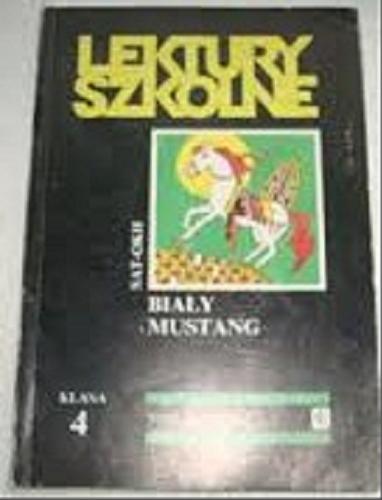 LEKTURY
SZKOLNE
SAT-OKH
BIAŁY
MUSTANG
KLASA
4